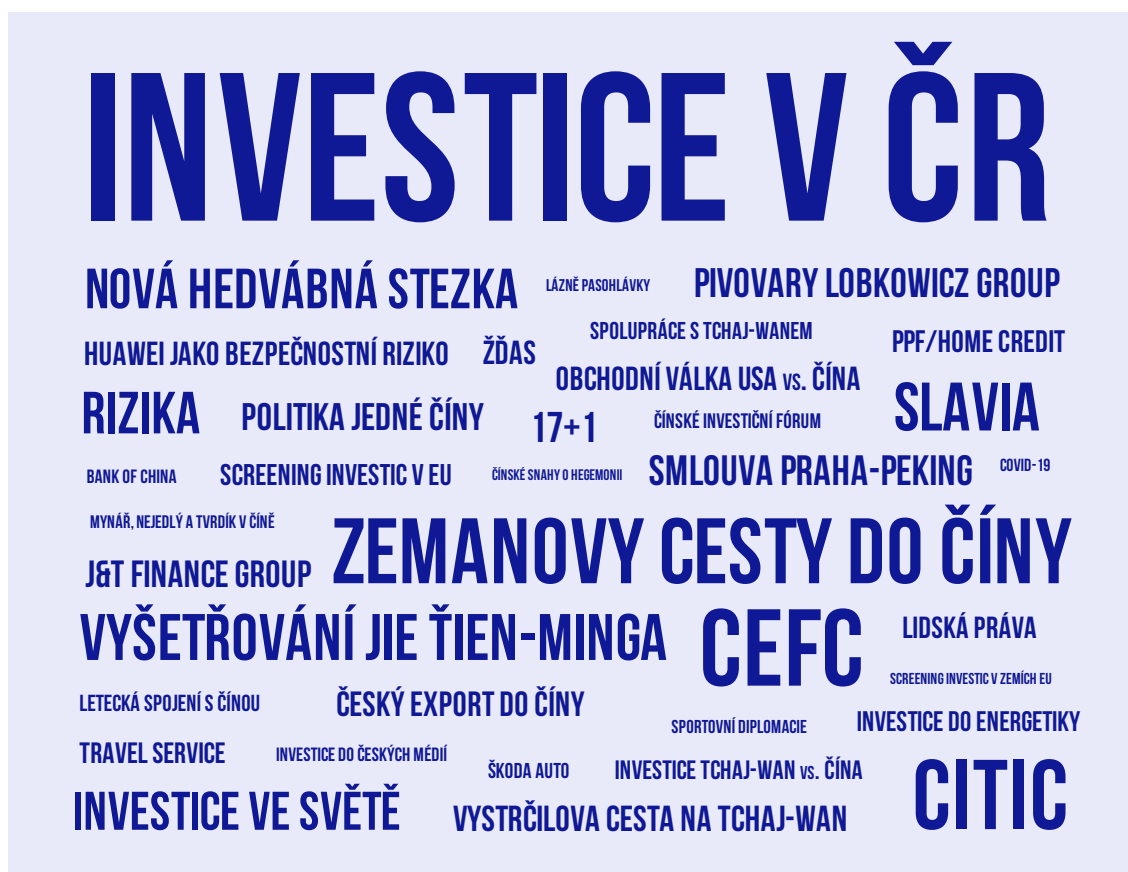 INVESTICE V ČR
NOVÁ HEDVÁBNÁ STEZKA
LÁZNĚ PASOHLÁVKY
PIVOVARY LOBKOWICZ GROUP
SPOLUPRÁCE S TCHAJ-WANEM
HUAWEI JAKO BEZPEČNOSTNÍ RIZIKO
ŽĎAS
PPF/HOME CREDIT
OBCHODNÍ VÁLKA USA VS. ČÍNA
RIZIKA
POLITIKA JEDNÉ ČÍNY
17+1
ČÍNSKÉ INVESTIČNÍ FÓRUM
SLAVIA
BANK OF CHINA
SCREENING INVESTIC V EU
ČÍNSKÉ SNAHY O HEGEMONII
SMLOUVA PRAHA-PEKING
COVID-19
MYNÁŘ, NEJEDLÝ A TVRDÍK V ČÍNĚ
ZEMANOVY CESTY DO ČÍNY
J&T FINANCE GROUP
VYŠETŘOVÁNÍ JIE ŤIEN-MINGA
CEFC
LIDSKÁ PRÁVA
SCREENING INVESTIC V ZEMÍCH EU
LETECKÁ SPOJENÍ S ČÍNOU
ČESKÝ EXPORT DO ČÍNY
SPORTOVNÍ DIPLOMACIE
INVESTICE DO ENERGETIKY
TRAVEL SERVICE
INVESTICE DO ČESKÝCH MÉDIÍ
ŠKODA AUTO
INVESTICE TCHAJ-WAN VS. ČÍNA
CITIC
INVESTICE VE SVĚTĚ
VYSTRČILOVA CESTA NA TCHAJ-WAN